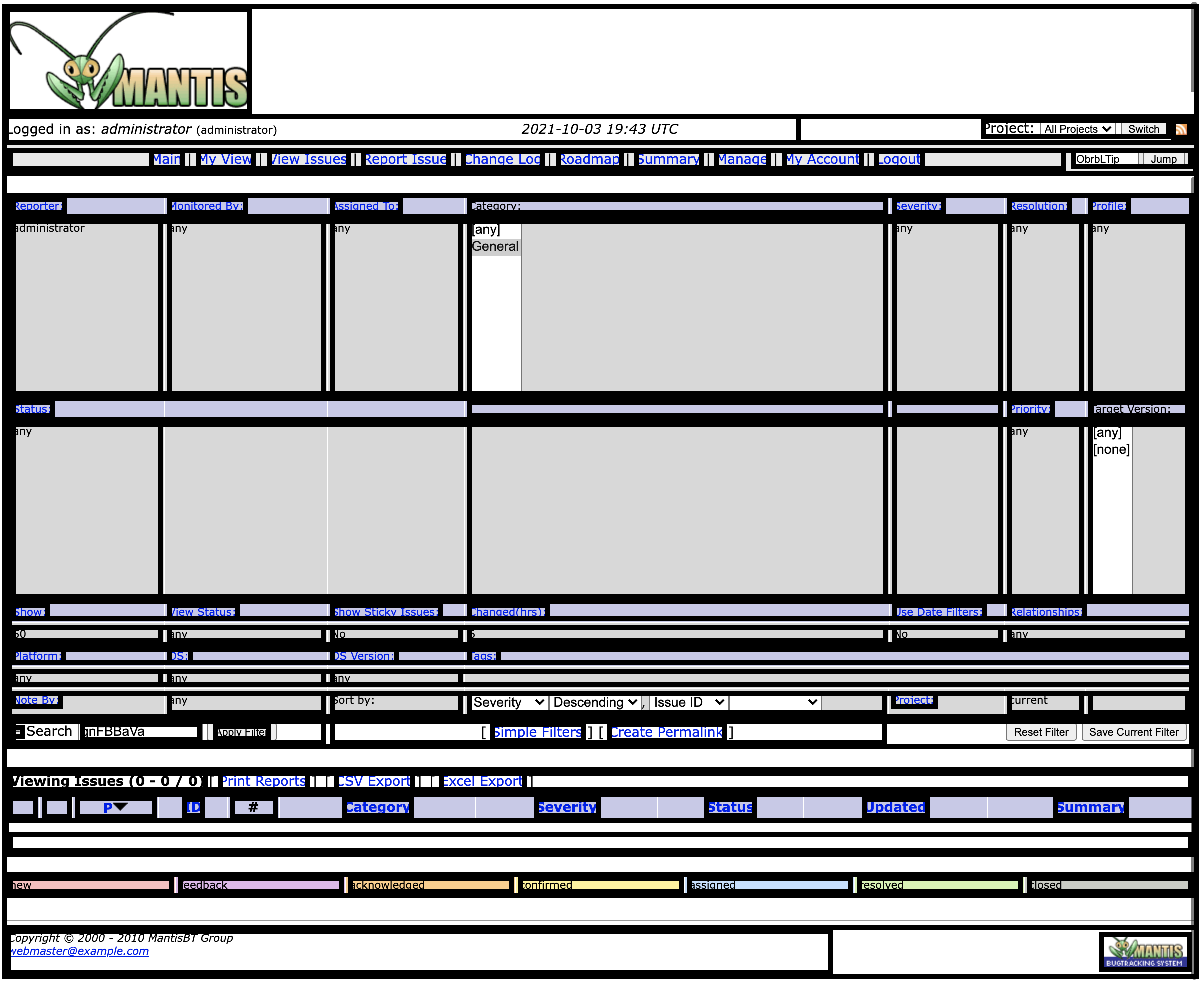 MANTIS
Logged in as: administrator (administrator) 2021-10-03 19:43 UTC Project: All Projects Switch
Main | My View | View Issues | Report Issue | Change Log | Roadmap | Summary | Manage | My Account | Logout ObrbLTip Jump
Reporter: Monitored By: Assigned To: Category: Severity: Resolution: Profile:
administrator any any [any] any any any
General
Status: Priority: Target Version:
any any [any]
[none]
Show: View Status: Show Sticky Issues: Changed(hrs): Use Date Filters: Relationships:
50 any No 6 No any
Platform: OS: OS Version: Tags:
any any any
Note By: any Sort by: Severity Descending , Issue ID Project: current
Search qnFBBaVa Apply Filter [ Simple Filters ] [ Create Permalink ] Reset Filter Save Current Filter
Viewing Issues (0 - 0 / 0) [ Print Reports ] [ CSV Export ] [ Excel Export ]
P ID # Category Severity Status Updated Summary
new feedback acknowledged confirmed assigned resolved closed
Copyright © 2000 - 2010 MantisBT Group
webmaster@example.com
MANTIS
BUGTRACKING SYSTEM